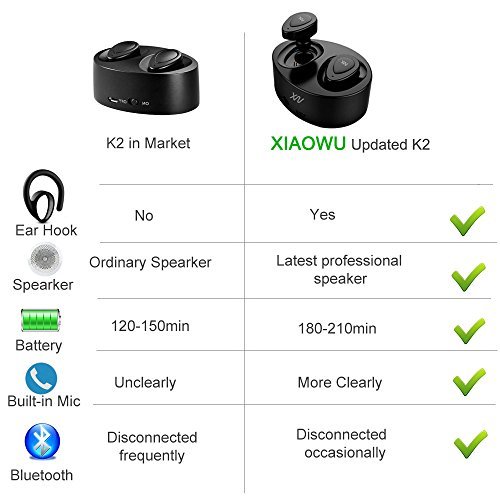 K2 in Market
XIAOWU Updated K2
Ear Hook
No
Yes
Spearker
Ordinary Spearker
Latest professional
speaker
Battery
120-150min
180-210min
Built-in Mic
Unclearly
More Clearly
Bluetooth
Disconnected
frequently
Disconnected
occasionally